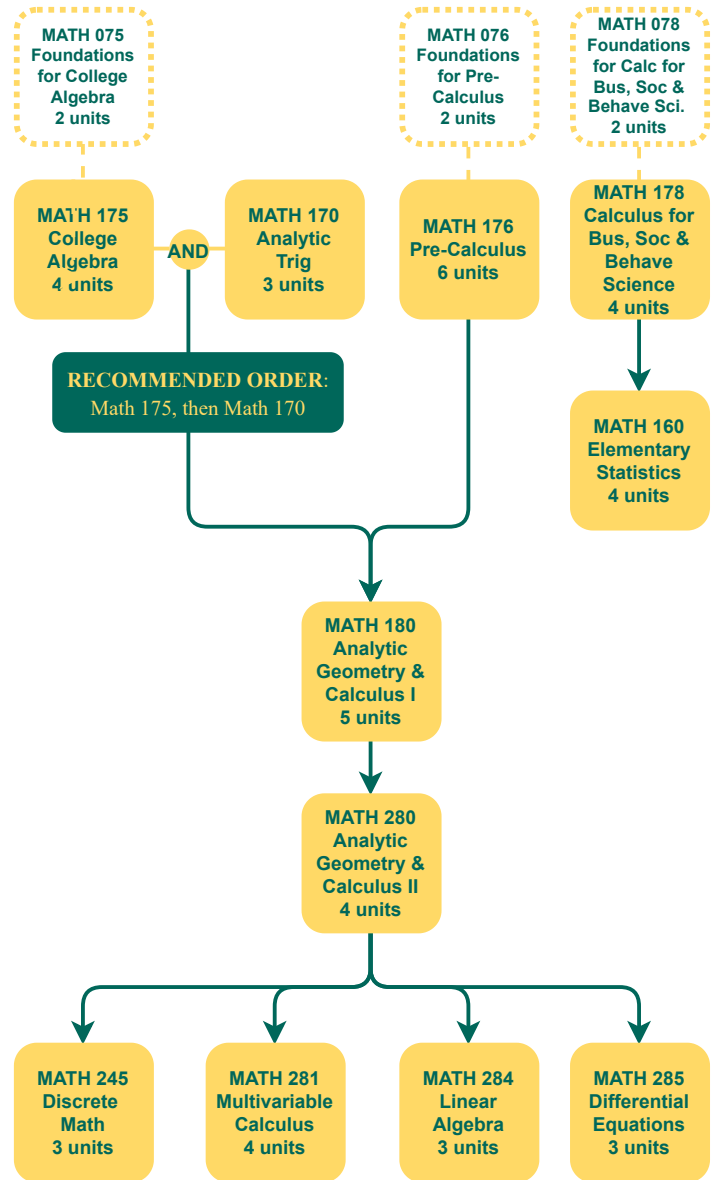 MATH 075
Foundations
for College
Algebra
2 units
MATH 076
Foundations
for Pre-
Calculus
2 units
MATH 078
Foundations
for Calc for
Bus, Soc &
Behave Sci.
2 units
MATH 175
College
Algebra
4 units
AND
MATH 170
Analytic
Trig
3 units
MATH 176
Pre-Calculus
6 units
MATH 178
Calculus for
Bus, Soc &
Behave
Science
4 units
RECOMMENDED ORDER:
Math 175, then Math 170
MATH 160
Elementary
Statistics
4 units
MATH 180
Analytic
Geometry &
Calculus I
5 units
MATH 280
Analytic
Geometry &
Calculus II
4 units
MATH 245
Discrete
Math
3 units
MATH 281
Multivariable
Calculus
4 units
MATH 284
Linear
Algebra
3 units
MATH 285
Differential
Equations
3 units